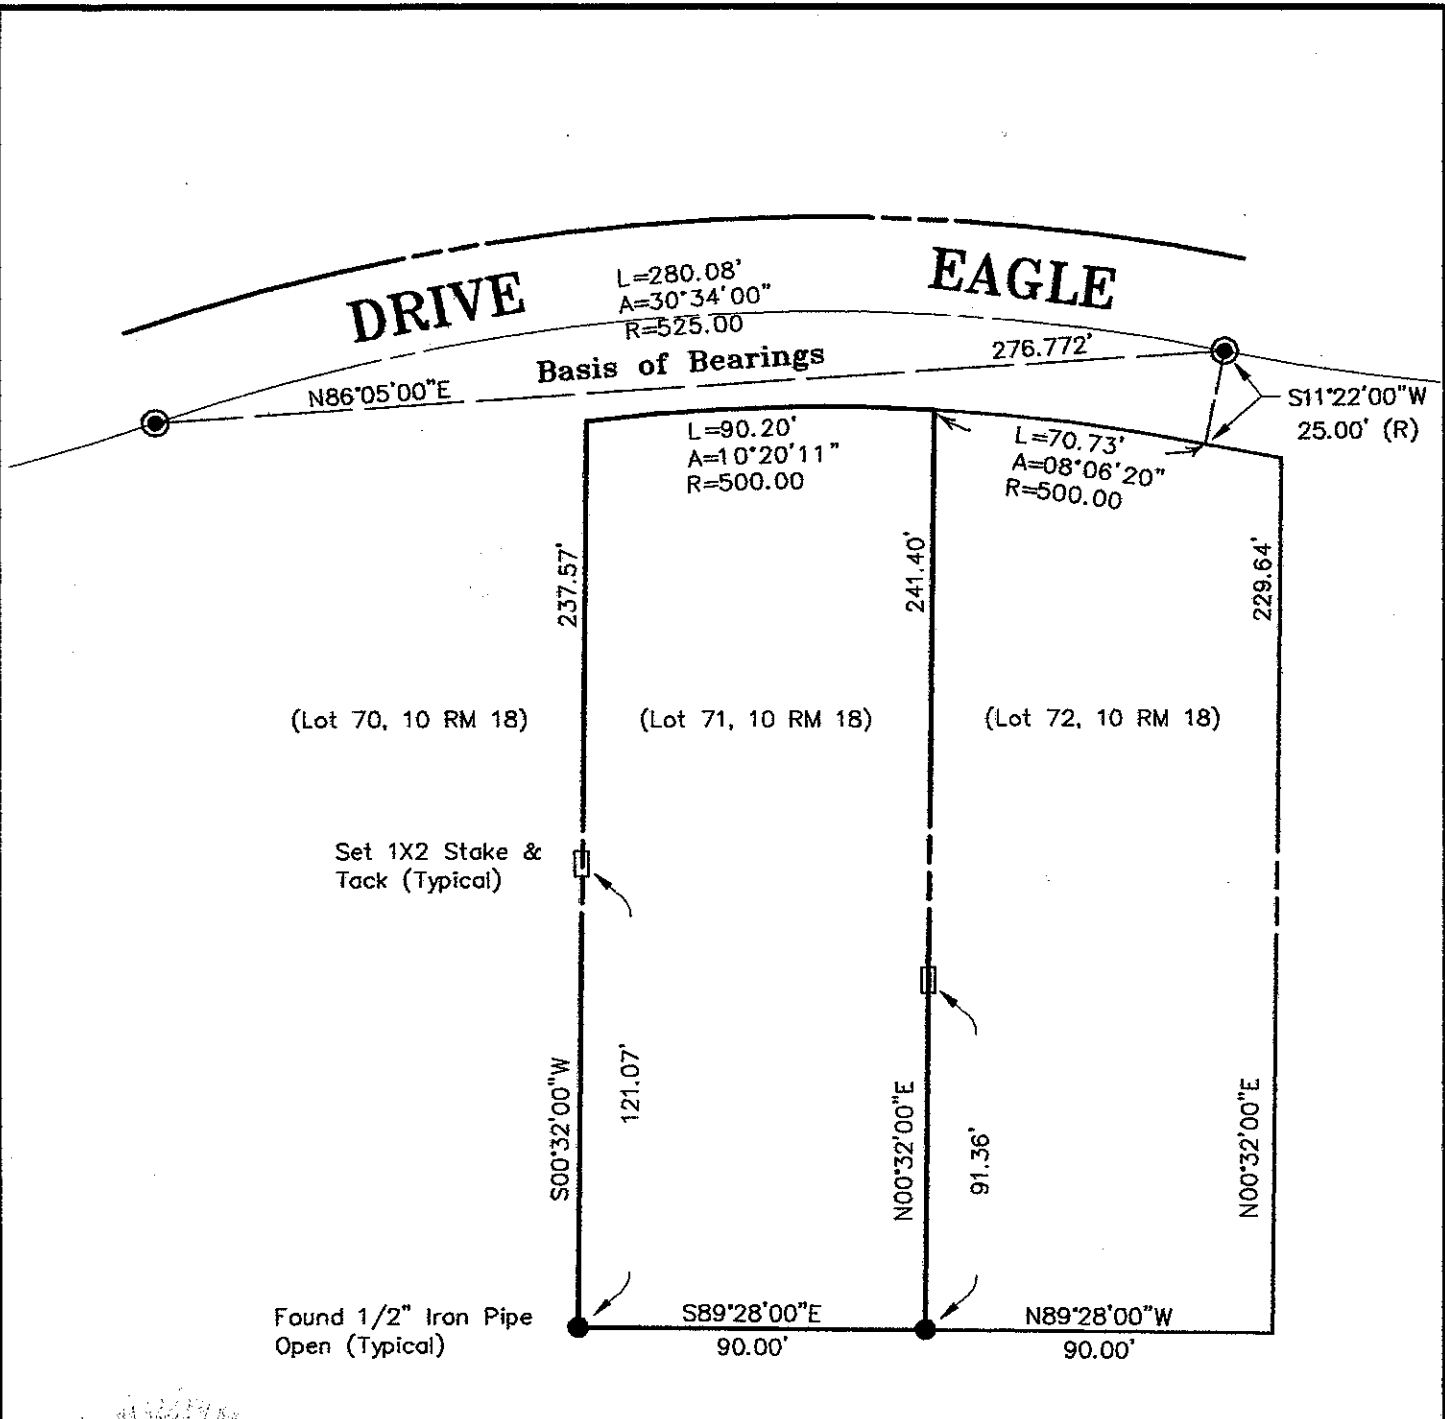 DRIVE
EAGLE
L=280.08'
A=30°34'00"
R=525.00
Basis of Bearings
276.772'
N86°05'00"E
S11°22'00"W
25.00' (R)
L=90.20'
A=10°20'11"
R=500.00
L=70.73'
A=08°06'20"
R=500.00
237.57'
241.40'
229.64'
(Lot 70, 10 RM 18)
(Lot 71, 10 RM 18)
(Lot 72, 10 RM 18)
Set 1X2 Stake &
Tack (Typical)
S00°32'00"W
121.07'
N00°32'00"E
91.36'
N00°32'00"E
Found 1/2" Iron Pipe
Open (Typical)
S89°28'00"E
90.00'
N89°28'00"W
90.00'